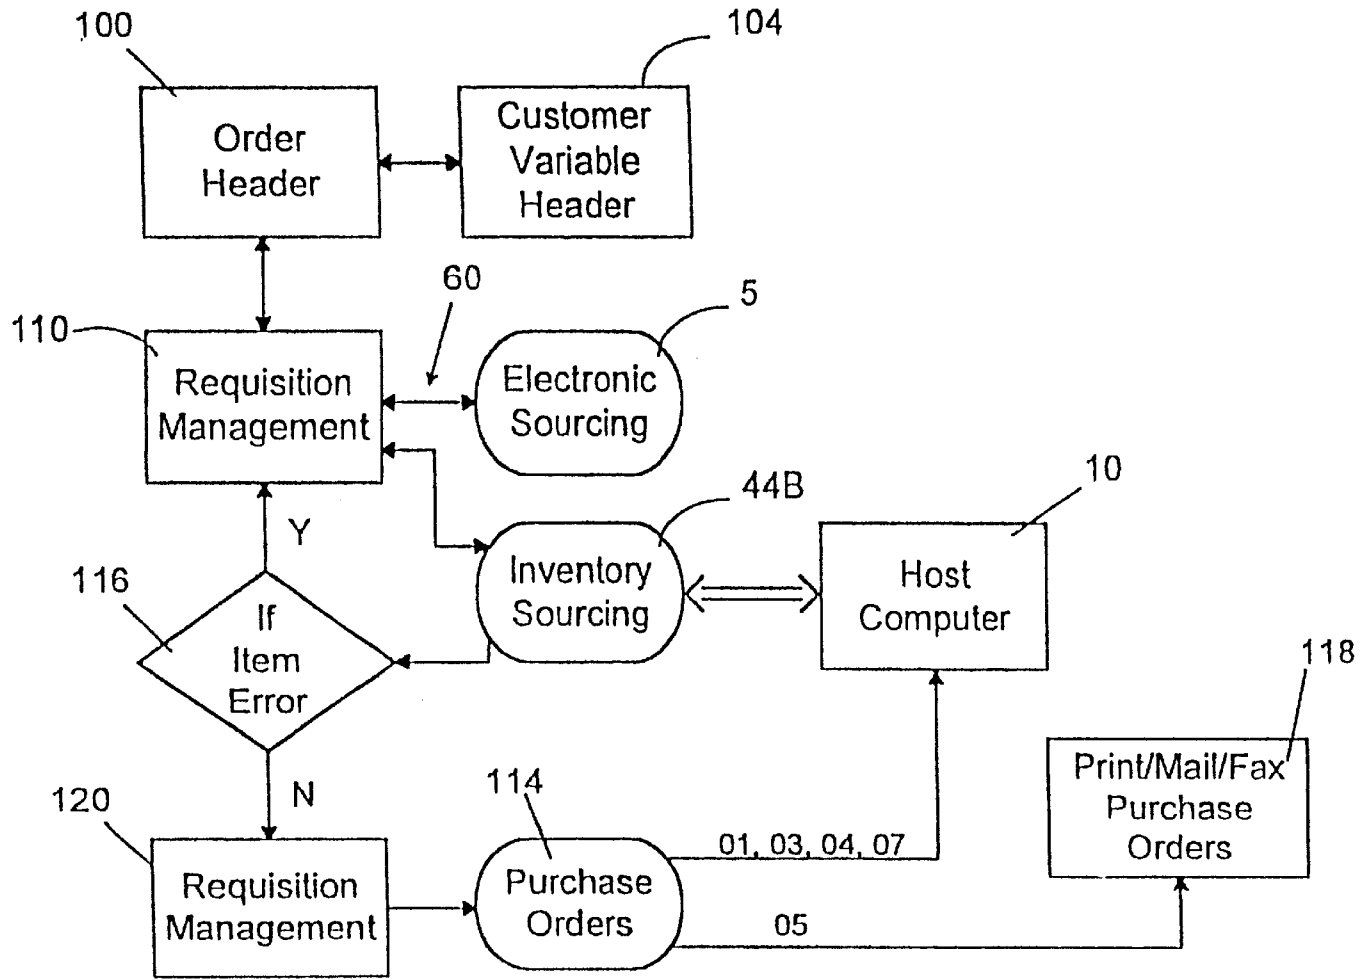 100
104
Order
Header
Customer
Variable
Header
60
5
110
Requisition
Management
Electronic
Sourcing
44B
10
Y
Inventory
Sourcing
Host
Computer
116
If
Item
Error
118
N
120
114
Print/Mail/Fax
Purchase
Orders
01, 03, 04, 07
Requisition
Management
Purchase
Orders
05